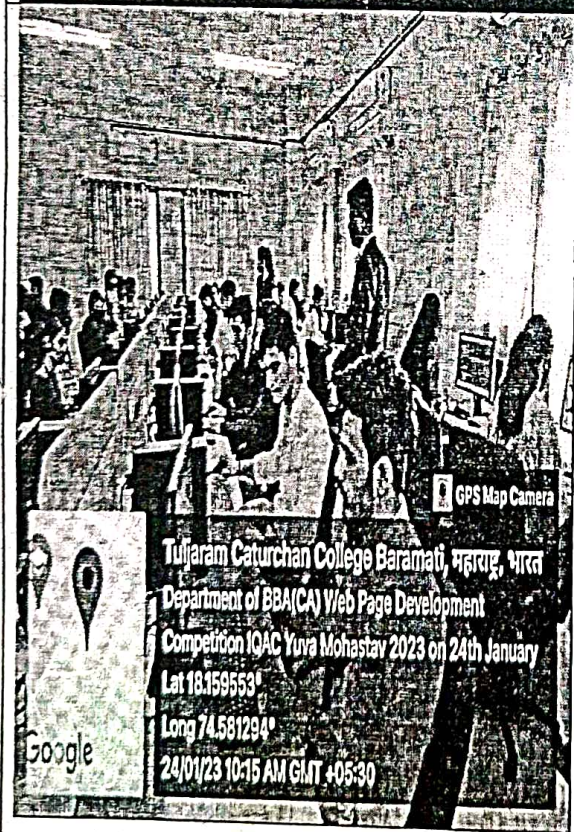 GPS Map Camera
Tuljaram Caturchan College Baramati, महाराष्ट्र, भारत
Department of BBA(CA) Web Page Development
Competition IQAC Yuva Mohastav 2023 on 24th January
Lat 18.159553°
Long 74.581294°
24/01/23 10:15 AM GMT +05:30
Google